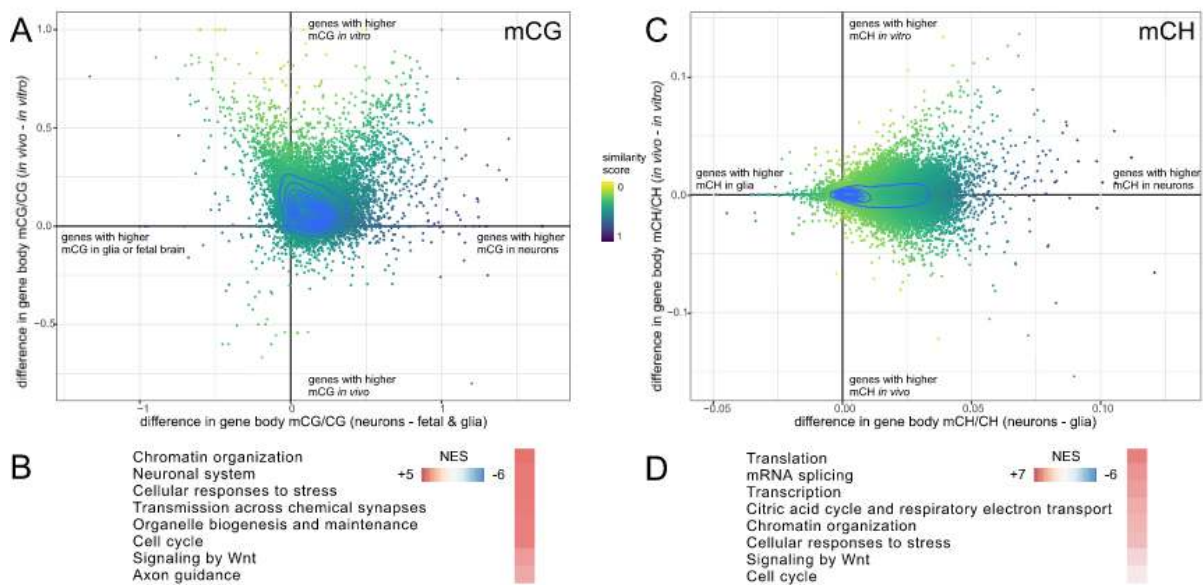 A
mCG
genes with higher
mCG in vitro
1.0
0.5
0.0
−0.5
difference in gene body mCG/CG (in vivo - in vitro)
genes with higher
mCG in glia or fetal brain
genes with higher
mCG in neurons
genes with higher
mCG in vivo
−1
0
1
difference in gene body mCG/CG (neurons - fetal & glia)
similarity
score
0
1
C
mCH
genes with higher
mCH in vitro
0.1
0.0
−0.1
difference in gene body mCH/CH (in vivo - in vitro)
genes with higher
mCH in glia
genes with higher
mCH in neurons
genes with higher
mCH in vivo
−0.05
0.00
0.05
0.10
difference in gene body mCH/CH (neurons - glia)
B
Chromatin organization
Neuronal system
Cellular responses to stress
Transmission across chemical synapses
Organelle biogenesis and maintenance
Cell cycle
Signaling by Wnt
Axon guidance
NES
+5
-6
D
Translation
mRNA splicing
Transcription
Citric acid cycle and respiratory electron transport
Chromatin organization
Cellular responses to stress
Signaling by Wnt
Cell cycle
NES
+7
-6